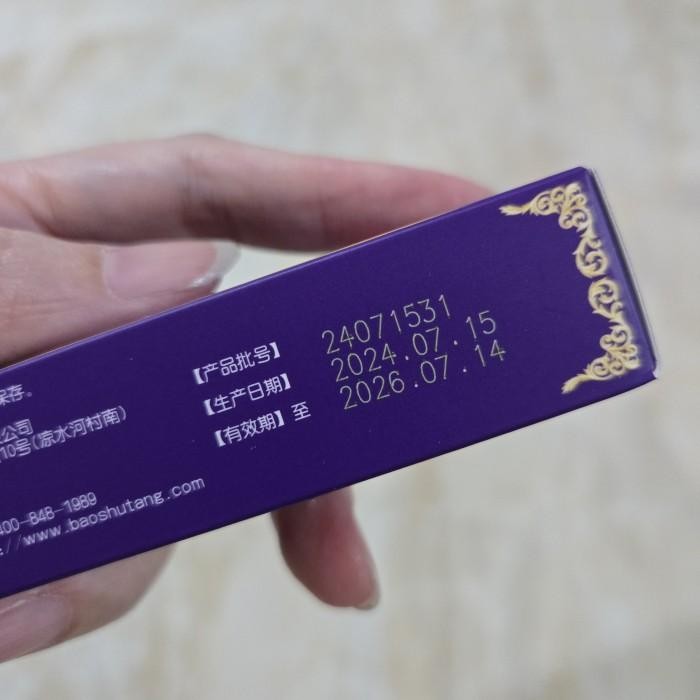 保存。
公司
10号(凉水河村南)
400-848-1989
://www.baoshutang.com
【产品批号】 24071531
【生产日期】 2024.07.15
【有效期】至 2026.07.14